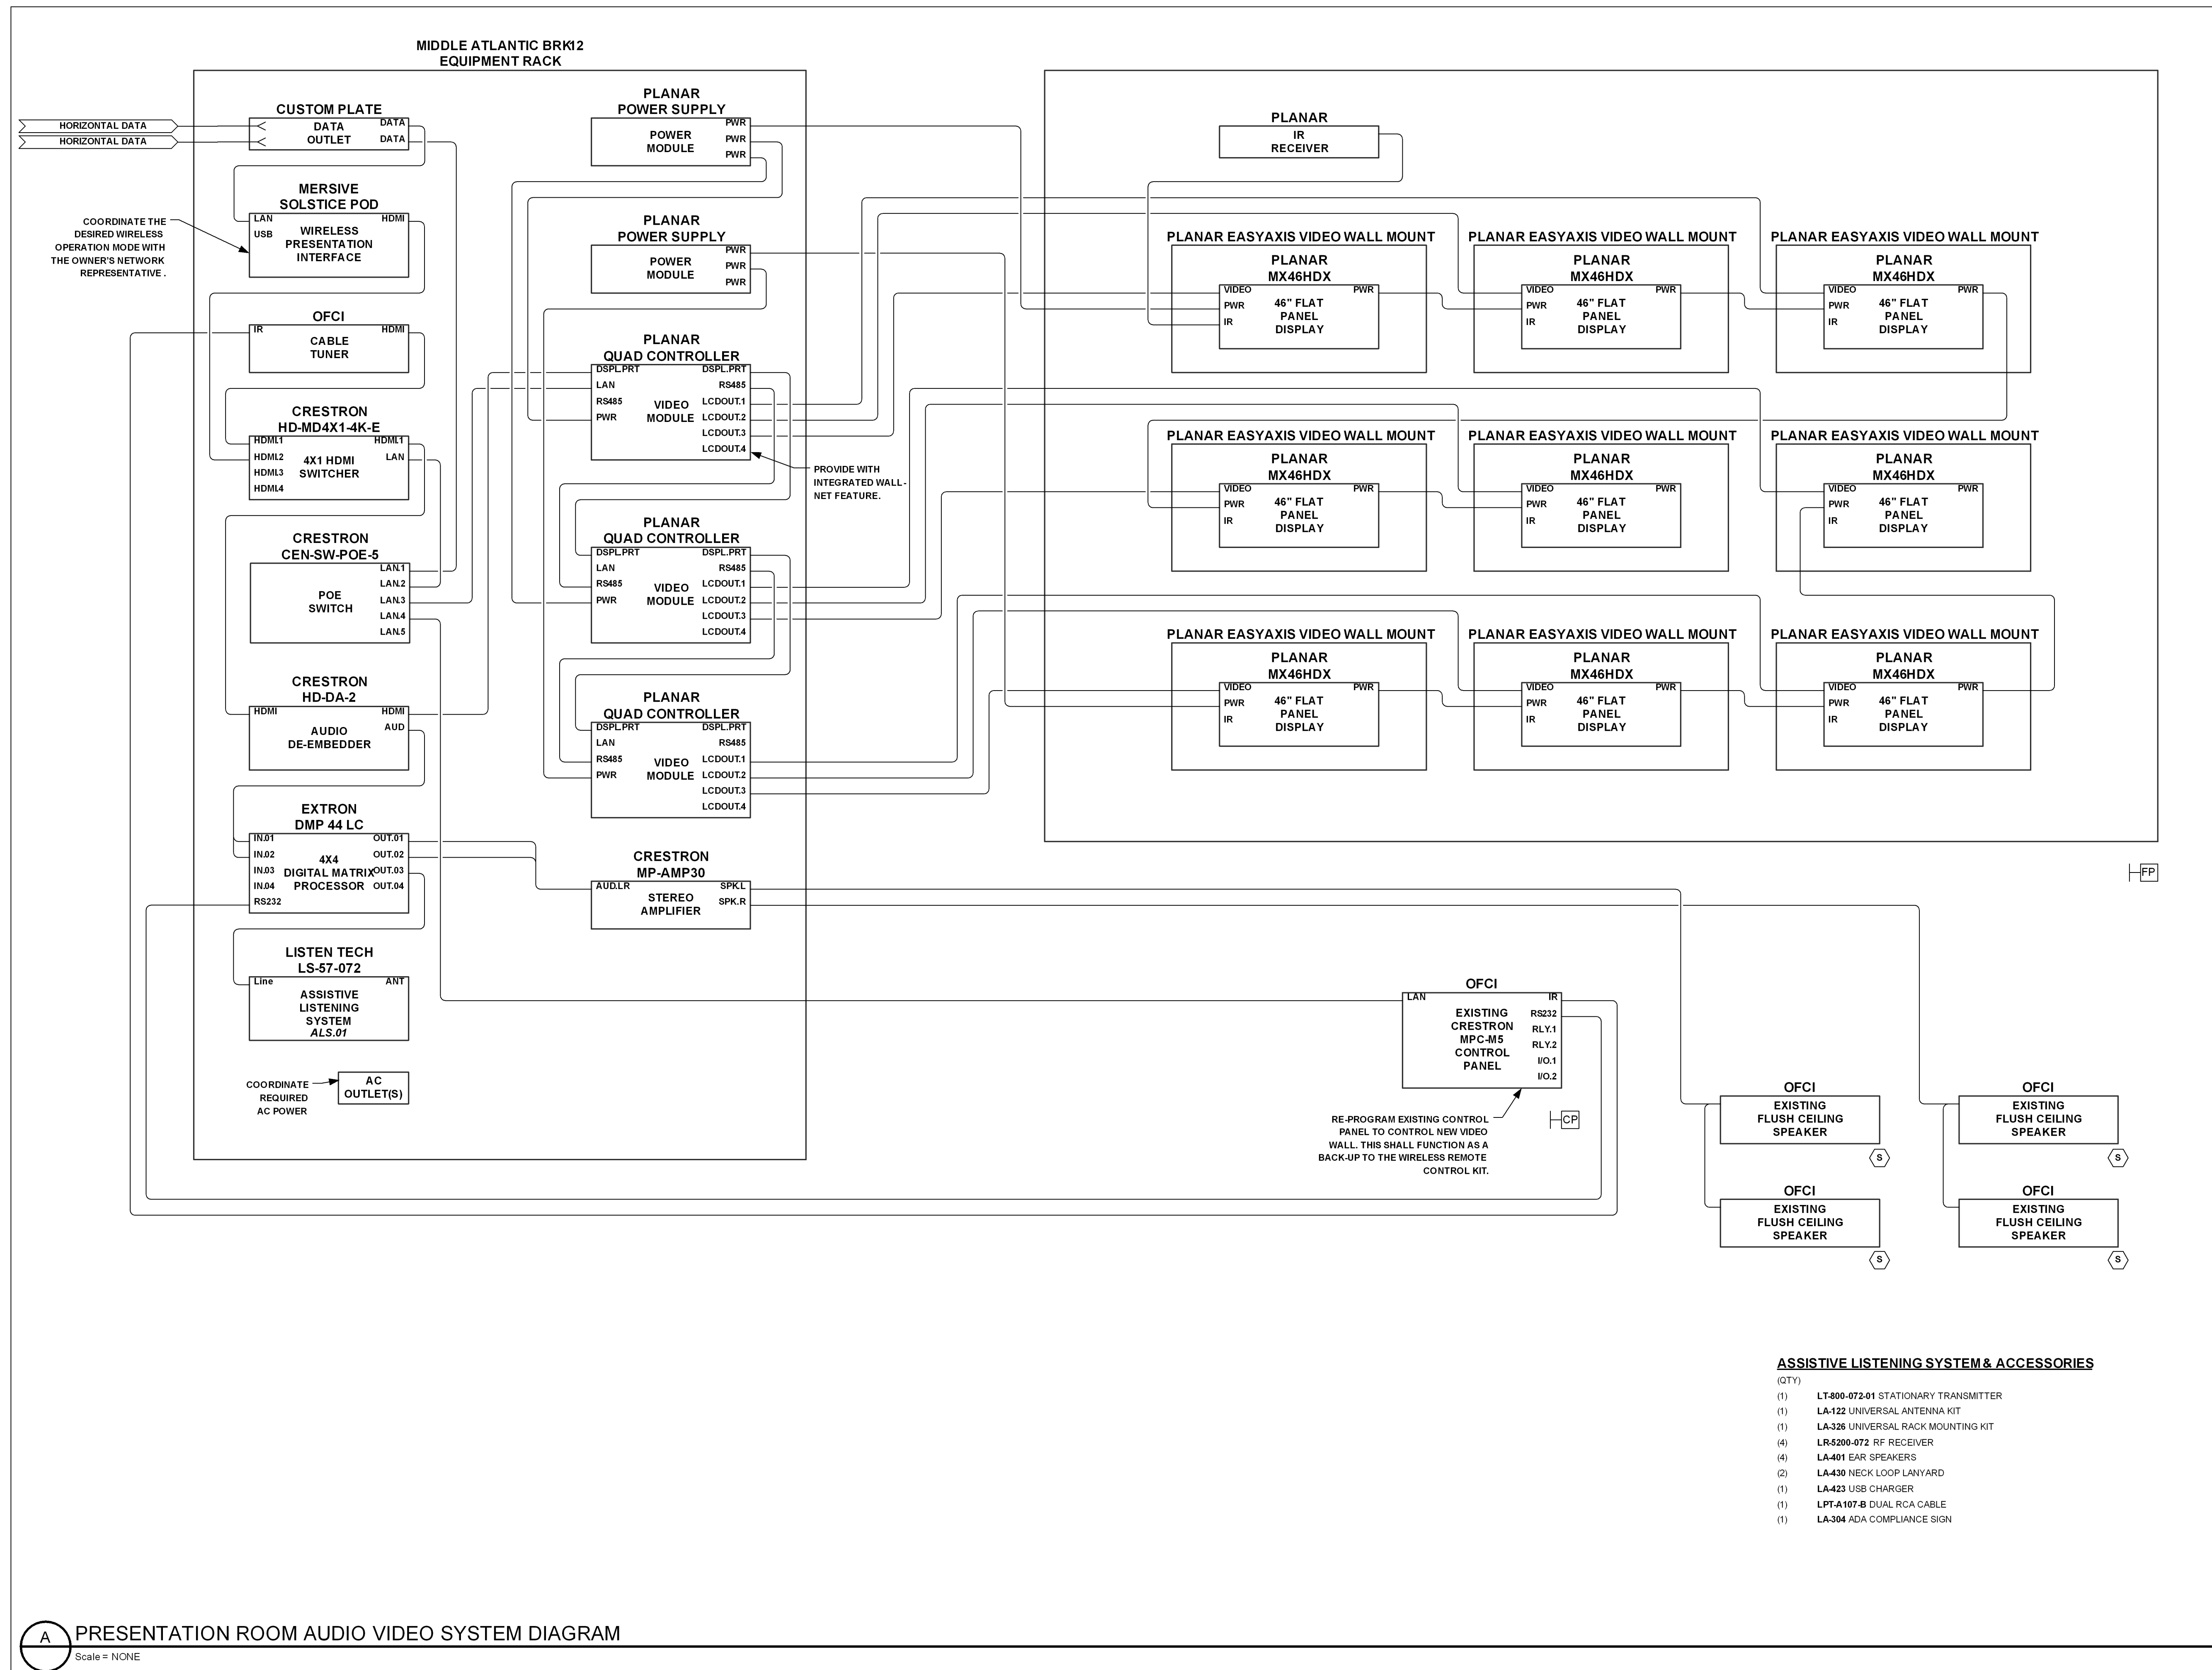 MIDDLE ATLANTIC BRK12
EQUIPMENT RACK
HORIZONTAL DATA
HORIZONTAL DATA
CUSTOM PLATE
DATA
OUTLET
DATA
DATA
MERSIVE
SOLSTICE POD
LAN
USB
HDMI
WIRELESS
PRESENTATION
INTERFACE
COORDINATE THE
DESIRED WIRELESS
OPERATION MODE WITH
THE OWNER'S NETWORK
REPRESENTATIVE .
OFCI
IR
HDMI
CABLE
TUNER
CRESTRON
HD-MD4X1-4K-E
HDMI.1
HDMI.2
HDMI.3
HDMI.4
HDMI.1
LAN
4X1 HDMI
SWITCHER
CRESTRON
CEN-SW-POE-5
LAN.1
LAN.2
LAN.3
LAN.4
LAN.5
POE
SWITCH
CRESTRON
HD-DA-2
HDMI
HDMI
AUD
AUDIO
DE-EMBEDDER
EXTRON
DMP 44 LC
IN.01
IN.02
IN.03
IN.04
RS232
OUT.01
OUT.02
OUT.03
OUT.04
4X4
DIGITAL MATRIX
PROCESSOR
LISTEN TECH
LS-57-072
Line
ANT
ASSISTIVE
LISTENING
SYSTEM
ALS.01
COORDINATE
REQUIRED
AC POWER
AC
OUTLET(S)
PLANAR
POWER SUPPLY
POWER
MODULE
PWR
PWR
PWR
PLANAR
POWER SUPPLY
POWER
MODULE
PWR
PWR
PWR
PLANAR
QUAD CONTROLLER
DSPL.PRT
LAN
RS485
PWR
VIDEO
MODULE
DSPL.PRT
RS485
LCDOUT.1
LCDOUT.2
LCDOUT.3
LCDOUT.4
PROVIDE WITH
INTEGRATED WALL-
NET FEATURE.
PLANAR
QUAD CONTROLLER
DSPL.PRT
LAN
RS485
PWR
VIDEO
MODULE
DSPL.PRT
RS485
LCDOUT.1
LCDOUT.2
LCDOUT.3
LCDOUT.4
PLANAR
QUAD CONTROLLER
DSPL.PRT
LAN
RS485
PWR
VIDEO
MODULE
DSPL.PRT
RS485
LCDOUT.1
LCDOUT.2
LCDOUT.3
LCDOUT.4
CRESTRON
MP-AMP30
AUD.LR
STEREO
AMPLIFIER
SPK.L
SPK.R
PLANAR
IR
RECEIVER
PLANAR EASYAXIS VIDEO WALL MOUNT
PLANAR
MX46HDX
VIDEO
PWR
IR
46" FLAT
PANEL
DISPLAY
PWR
PLANAR EASYAXIS VIDEO WALL MOUNT
PLANAR
MX46HDX
VIDEO
PWR
IR
46" FLAT
PANEL
DISPLAY
PWR
PLANAR EASYAXIS VIDEO WALL MOUNT
PLANAR
MX46HDX
VIDEO
PWR
IR
46" FLAT
PANEL
DISPLAY
PWR
PLANAR EASYAXIS VIDEO WALL MOUNT
PLANAR
MX46HDX
VIDEO
PWR
IR
46" FLAT
PANEL
DISPLAY
PWR
PLANAR EASYAXIS VIDEO WALL MOUNT
PLANAR
MX46HDX
VIDEO
PWR
IR
46" FLAT
PANEL
DISPLAY
PWR
PLANAR EASYAXIS VIDEO WALL MOUNT
PLANAR
MX46HDX
VIDEO
PWR
IR
46" FLAT
PANEL
DISPLAY
PWR
PLANAR EASYAXIS VIDEO WALL MOUNT
PLANAR
MX46HDX
VIDEO
PWR
IR
46" FLAT
PANEL
DISPLAY
PWR
PLANAR EASYAXIS VIDEO WALL MOUNT
PLANAR
MX46HDX
VIDEO
PWR
IR
46" FLAT
PANEL
DISPLAY
PWR
PLANAR EASYAXIS VIDEO WALL MOUNT
PLANAR
MX46HDX
VIDEO
PWR
IR
46" FLAT
PANEL
DISPLAY
PWR
FP
OFCI
LAN
EXISTING
CRESTRON
MPC-M5
CONTROL
PANEL
IR
RS232
RLY.1
RLY.2
I/O.1
I/O.2
RE-PROGRAM EXISTING CONTROL
PANEL TO CONTROL NEW VIDEO
WALL. THIS SHALL FUNCTION AS A
BACK-UP TO THE WIRELESS REMOTE
CONTROL KIT.
CP
OFCI
EXISTING
FLUSH CEILING
SPEAKER
S
OFCI
EXISTING
FLUSH CEILING
SPEAKER
S
OFCI
EXISTING
FLUSH CEILING
SPEAKER
S
OFCI
EXISTING
FLUSH CEILING
SPEAKER
S
ASSISTIVE LISTENING SYSTEM & ACCESSORIES
(QTY)
(1) LT-800-072-01 STATIONARY TRANSMITTER
(1) LA-122 UNIVERSAL ANTENNA KIT
(1) LA-326 UNIVERSAL RACK MOUNTING KIT
(4) LR-5200-072 RF RECEIVER
(4) LA-401 EAR SPEAKERS
(2) LA-430 NECK LOOP LANYARD
(1) LA-423 USB CHARGER
(1) LPT-A107-B DUAL RCA CABLE
(1) LA-304 ADA COMPLIANCE SIGN
A
PRESENTATION ROOM AUDIO VIDEO SYSTEM DIAGRAM
Scale = NONE